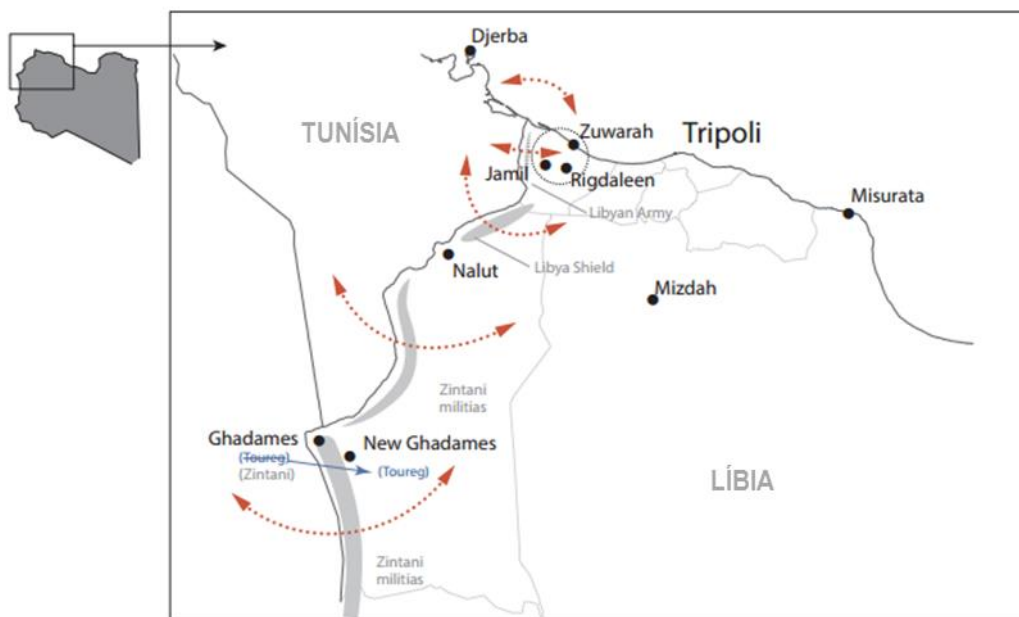 Djerba
TUNÍSIA
Zuwarah
Tripoli
Jamil
Rigdaleen
Misurata
Libyan Army
Libya Shield
Nalut
Mizdah
Zintani
militias
Ghadames
New Ghadames
(Toureg)
(Toureg)
(Zintani)
LÍBIA
Zintani
militias